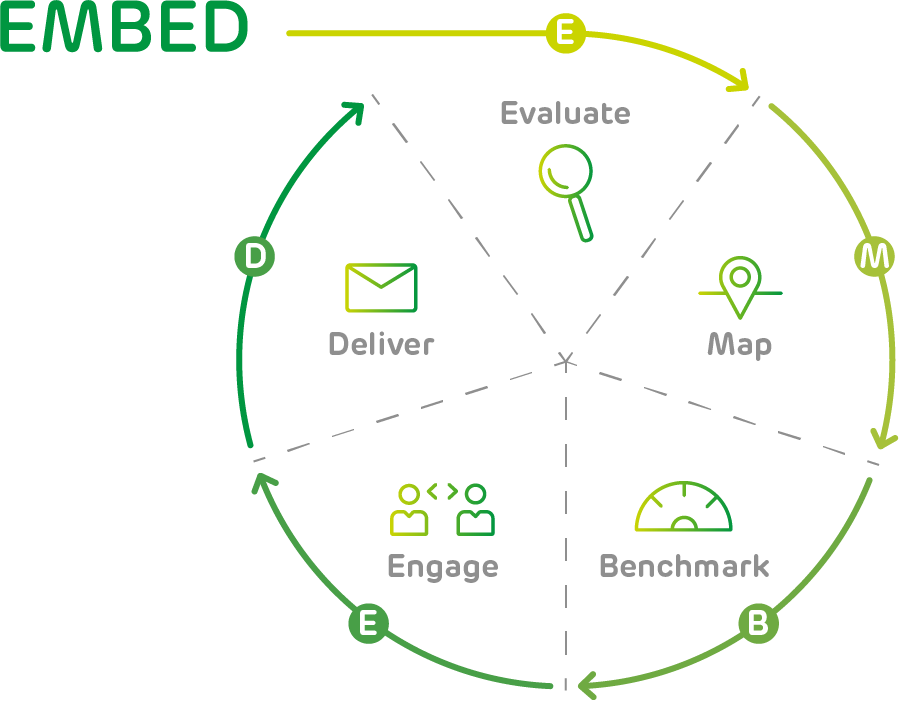 EMBED
E
Evaluate
M
Map
B
Benchmark
E
Engage
D
Deliver